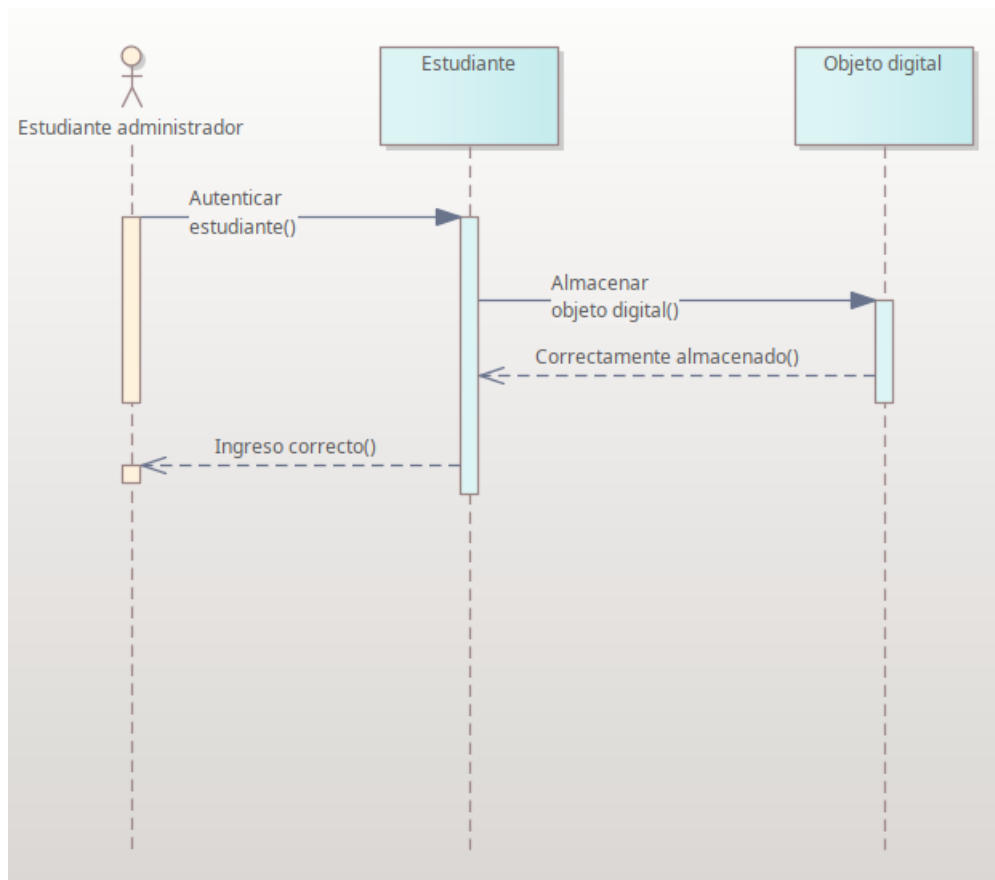 Estudiante
Objeto digital
Estudiante administrador
Autenticar
estudiante()
Almacenar
objeto digital()
Correctamente almacenado()
Ingreso correcto()